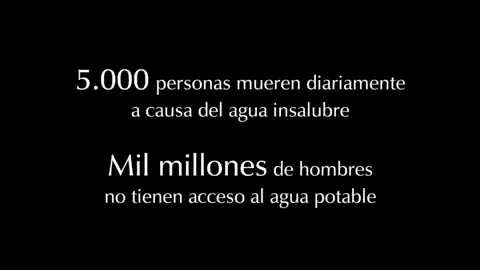 5.000 personas mueren diariamente
a causa del agua insalubre
Mil millones de hombres
no tienen acceso al agua potable